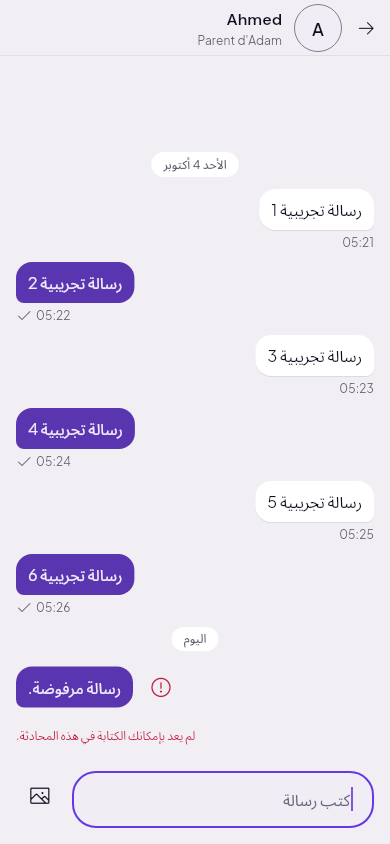 Ahmed
Parent d'Adam
A
الأحد 4 أكتوبر
رسالة تجريبية 1
05:21
رسالة تجريبية 2
05:22
رسالة تجريبية 3
05:23
رسالة تجريبية 4
05:24
رسالة تجريبية 5
05:25
رسالة تجريبية 6
05:26
اليوم
رسالة مرفوضة.
لم يعد بإمكانك الكتابة في هذه المحادثة.
كتب رسالة